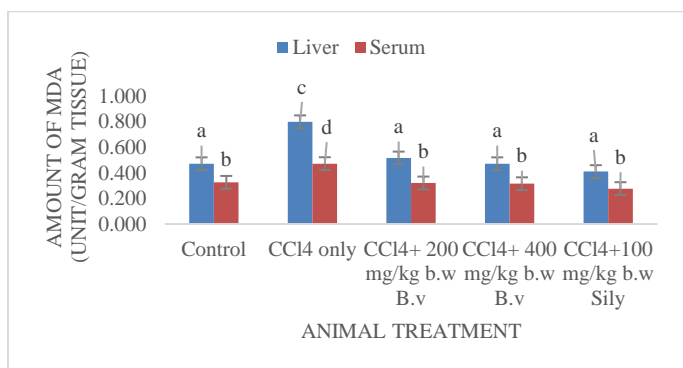 Liver Serum
AMOUNT OF MDA
(UNIT/GRAM TISSUE)
1.000
0.800
0.600
0.400
0.200
0.000
a
b
c
d
a
b
a
b
a
b
Control
CCl4 only
CCl4+ 200
mg/kg b.w
B.v
CCl4+ 400
mg/kg b.w
B.v
CCl4+100
mg/kg b.w
Sily
ANIMAL TREATMENT